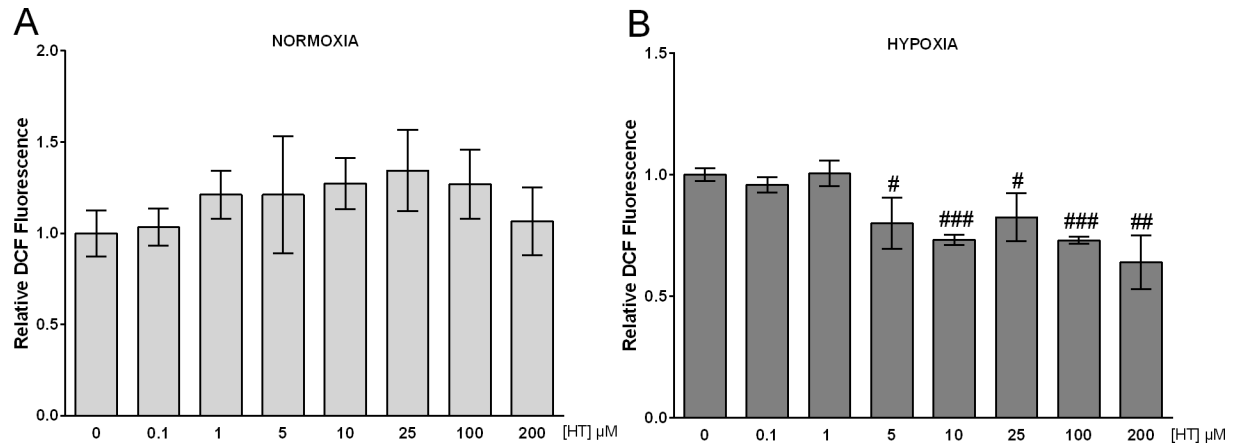 A
NORMOXIA
Relative DCF Fluorescence
2.0
1.5
1.0
0.5
0.0
0 0.1 1 5 10 25 100 200 [HT] µM
B
HYPOXIA
Relative DCF Fluorescence
1.5
1.0
0.5
0.0
# ### # ### ##
0 0.1 1 5 10 25 100 200 [HT] µM